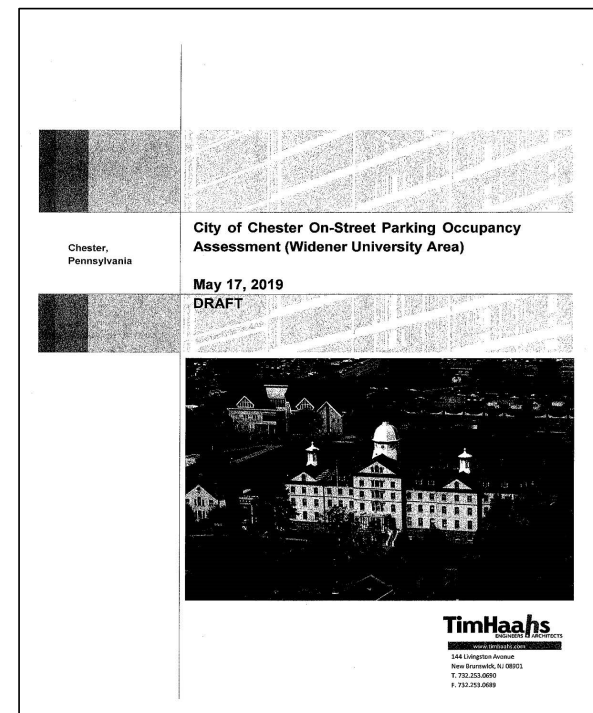 Chester,
Pennsylvania
City of Chester On-Street Parking Occupancy
Assessment (Widener University Area)
May 17, 2019
DRAFT
TimHaahs
ENGINEERS ARCHITECTS
www.timhaahs.com
144 Livingston Avenue
New Brunswick, NJ 08901
T. 732.253.0690
F. 732.253.0689